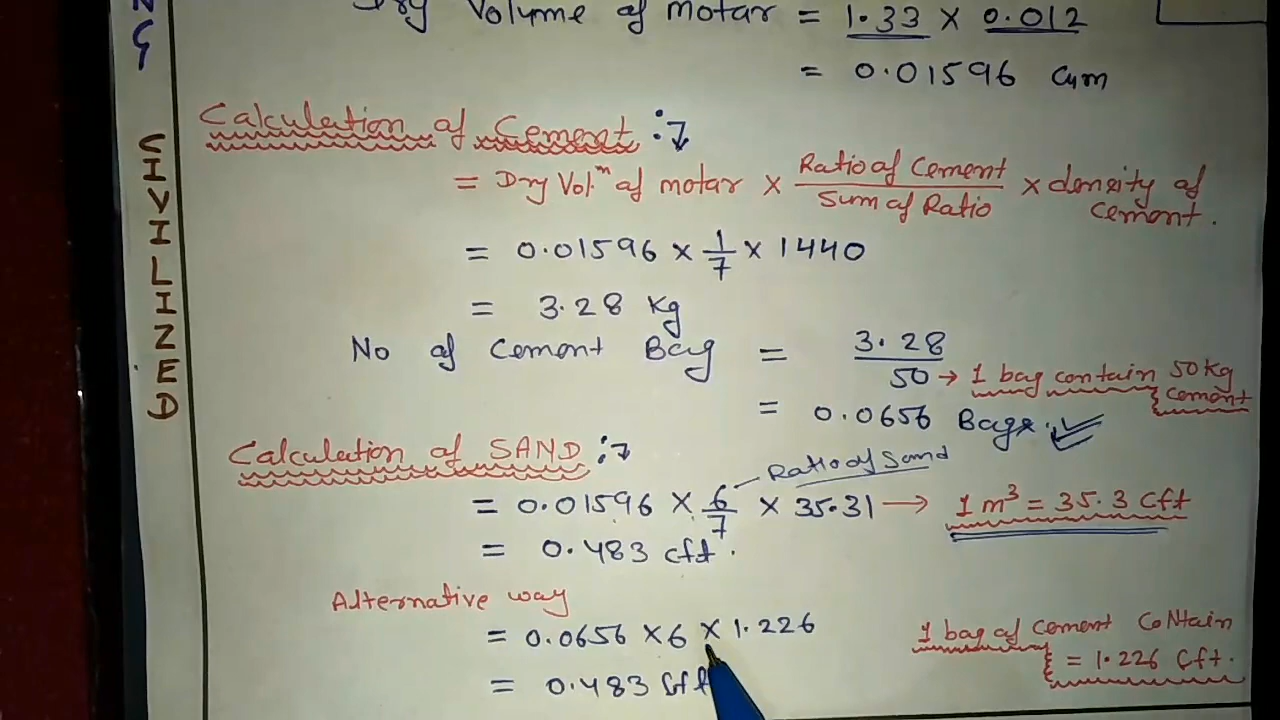 Dry Volume of motar = 1.33 × 0.012
= 0.01596 Cum
Calculation of Cement :-
= Dry Vol.ᵐ of motar × Ratio of Cement / Sum of Ratio × density of cement.
= 0.01596 × 1/7 × 1440
= 3.28 Kg
No of Cement Bag = 3.28 / 50 → 1 bag contain 50 Kg cement
= 0.0656 Bags.
Calculation of SAND :-
Ratio of Sand
= 0.01596 × 6/7 × 35.31 → 1 m³ = 35.3 Cft
= 0.483 cft.
Alternative way
= 0.0656 × 6 × 1.226
1 bag of cement CoNtain
= 1.226 Cft.
= 0.483 Cft
CIVILIZED